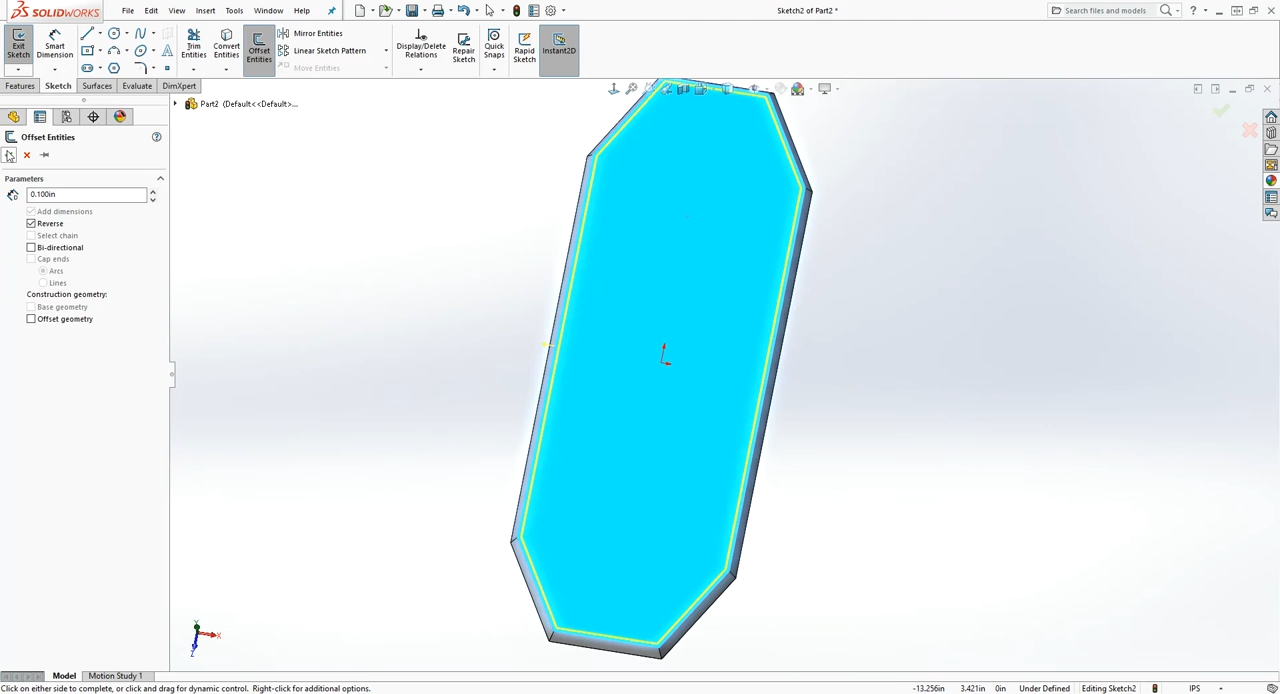 SOLIDWORKS File Edit View Insert Tools Window Help Sketch2 of Part2 * Search files and models
Exit Sketch Smart Dimension Trim Entities Convert Entities Offset Entities Mirror Entities Linear Sketch Pattern Move Entities Display/Delete Relations Repair Sketch Quick Snaps Rapid Sketch Instant2D
Features Sketch Surfaces Evaluate DimXpert
Part2 (Default<<Default>...
Offset Entities
Parameters
0.100in
Add dimensions
Reverse
Select chain
Bi-directional
Cap ends
Arcs
Lines
Construction geometry:
Base geometry
Offset geometry
Y
X
Z
Model Motion Study 1
Click on either side to complete, or click and drag for dynamic control. Right-click for additional options. -13.256in 3.421in 0in Under Defined Editing Sketch2 IPS